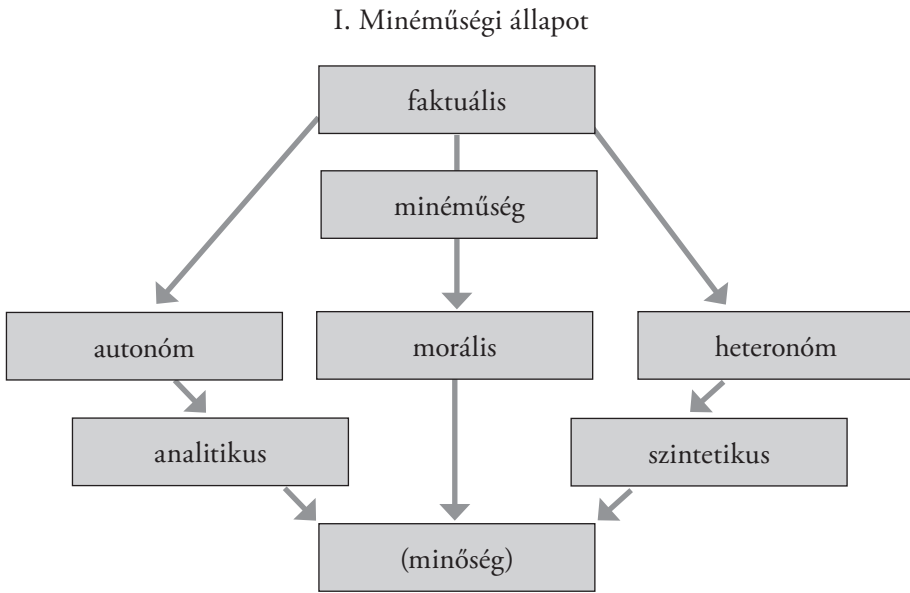 I. Minéműségi állapot
faktuális
minéműség
autonóm
morális
heteronóm
analitikus
szintetikus
(minőség)